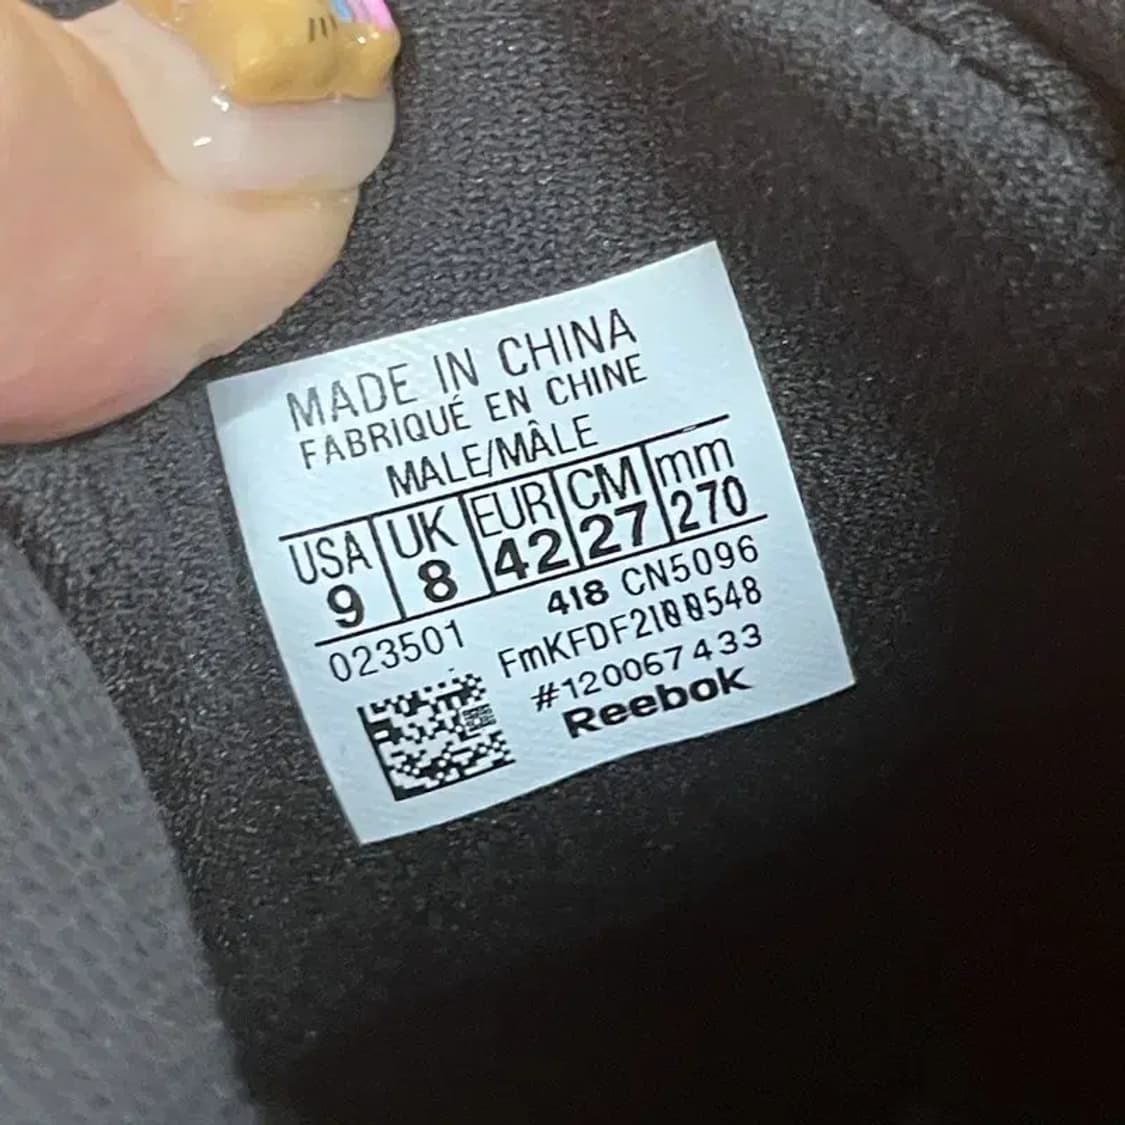 MADE IN CHINA
FABRIQUÉ EN CHINE
MALE/MÂLE
USA UK EUR CM mm
9 8 42 27 270
023501 418 CN5096
#120067433
Reebok